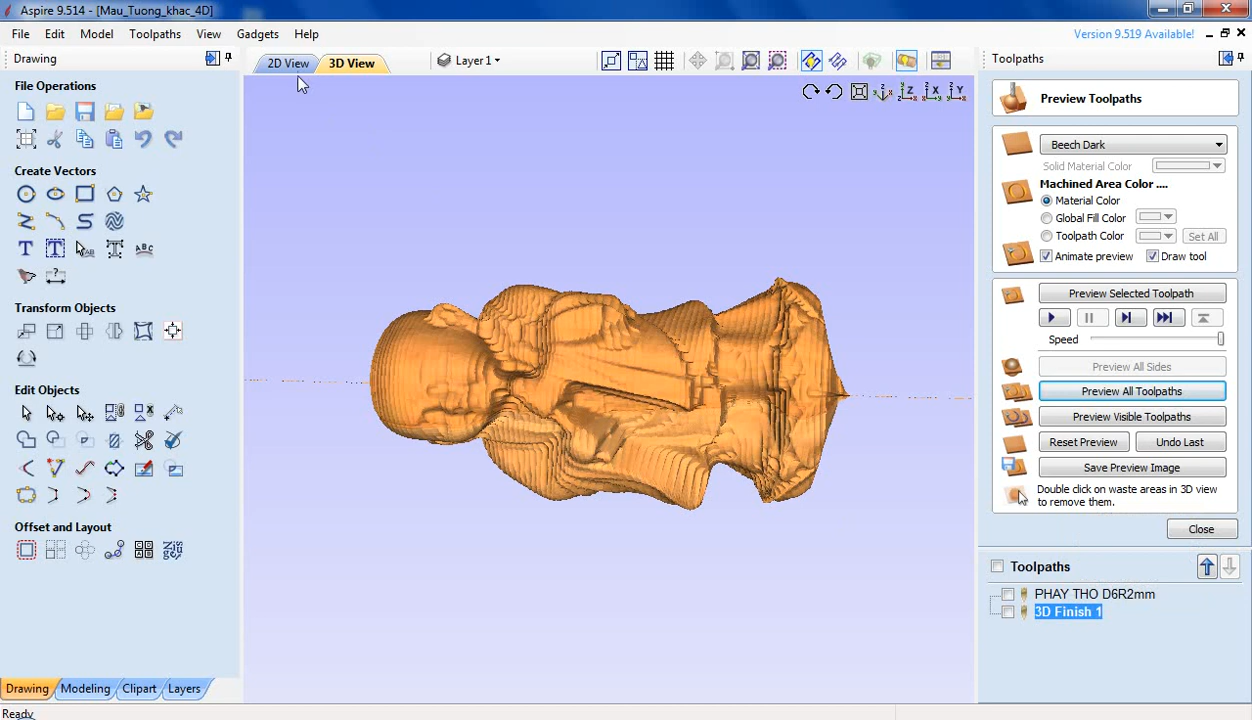 Aspire 9.514 - [Mau_Tuong_khac_4D]
File Edit Model Toolpaths View Gadgets Help
Version 9.519 Available!
Drawing
2D View
3D View
Layer1
Toolpaths
File Operations
Create Vectors
Transform Objects
Edit Objects
Offset and Layout
Drawing Modeling Clipart Layers
Ready
Preview Toolpaths
Beech Dark
Solid Material Color
Machined Area Color ....
Material Color
Global Fill Color
Toolpath Color
Set All
Animate preview
Draw tool
Preview Selected Toolpath
Speed
Preview All Sides
Preview All Toolpaths
Preview Visible Toolpaths
Reset Preview
Undo Last
Save Preview Image
Double click on waste areas in 3D view
to remove them.
Close
Toolpaths
PHAY THO D6R2mm
3D Finish 1